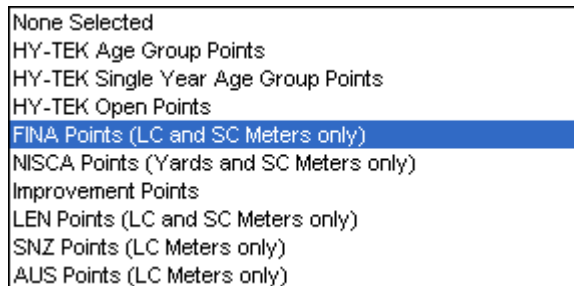 None Selected
HY-TEK Age Group Points
HY-TEK Single Year Age Group Points
HY-TEK Open Points
FINA Points (LC and SC Meters only)
NISCA Points (Yards and SC Meters only)
Improvement Points
LEN Points (LC and SC Meters only)
SNZ Points (LC Meters only)
AUS Points (LC Meters only)